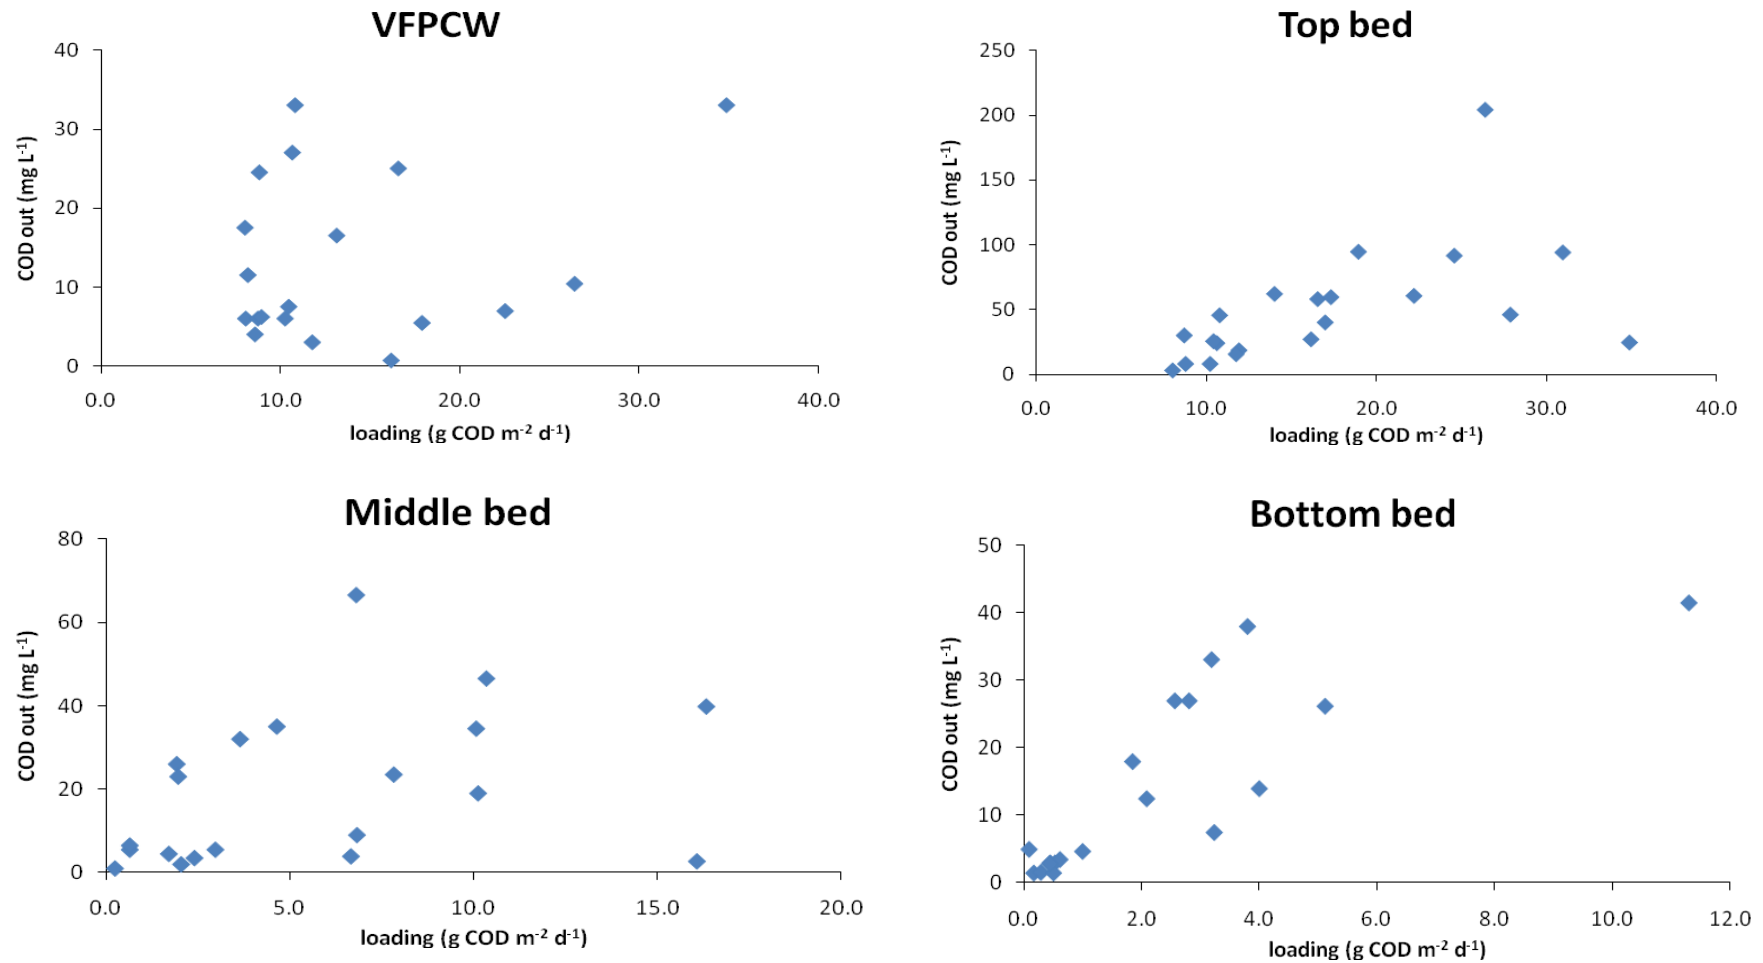 VFPCW
40
30
20
10
0
COD out (mg L⁻¹)
0.0 10.0 20.0 30.0 40.0
loading (g COD m⁻² d⁻¹)
Top bed
250
200
150
100
50
0
COD out (mg L⁻¹)
0.0 10.0 20.0 30.0 40.0
loading (g COD m⁻² d⁻¹)
Middle bed
80
60
40
20
0
COD out (mg L⁻¹)
0.0 5.0 10.0 15.0 20.0
loading (g COD m⁻² d⁻¹)
Bottom bed
50
40
30
20
10
0
COD out (mg L⁻¹)
0.0 2.0 4.0 6.0 8.0 10.0 12.0
loading (g COD m⁻² d⁻¹)